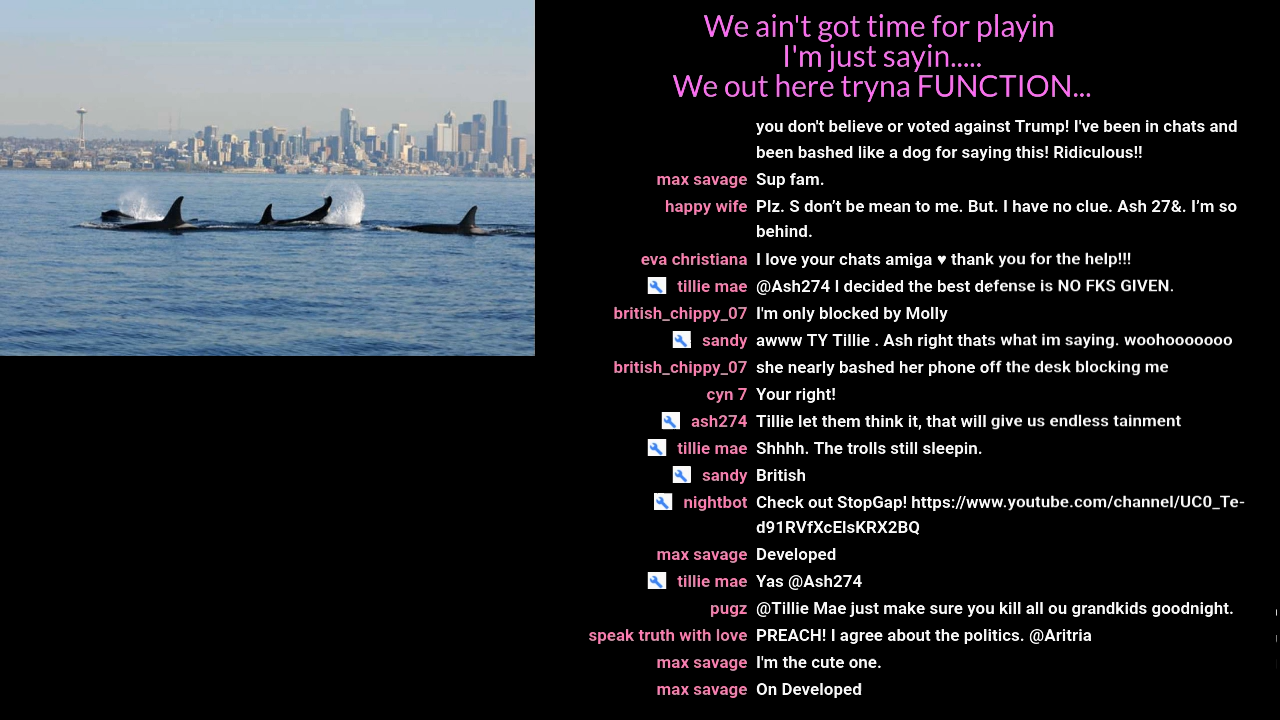 We ain't got time for playin
I'm just sayin.....
We out here tryna FUNCTION...
you don't believe or voted against Trump! I've been in chats and
been bashed like a dog for saying this! Ridiculous!!
max savage Sup fam.
happy wife Plz. S don’t be mean to me. But. I have no clue. Ash 27&. I’m so
behind.
eva christiana I love your chats amiga ♥ thank you for the help!!!
tillie mae @Ash274 I decided the best defense is NO FKS GIVEN.
british_chippy_07 I'm only blocked by Molly
sandy awww TY Tillie . Ash right thats what im saying. woohooooooo
british_chippy_07 she nearly bashed her phone off the desk blocking me
cyn 7 Your right!
ash274 Tillie let them think it, that will give us endless tainment
tillie mae Shhhh. The trolls still sleepin.
sandy British
nightbot Check out StopGap! https://www.youtube.com/channel/UC0_Te-
d91RVfXcEIsKRX2BQ
max savage Developed
tillie mae Yas @Ash274
pugz @Tillie Mae just make sure you kill all ou grandkids goodnight.
speak truth with love PREACH! I agree about the politics. @Aritria
max savage I'm the cute one.
max savage On Developed